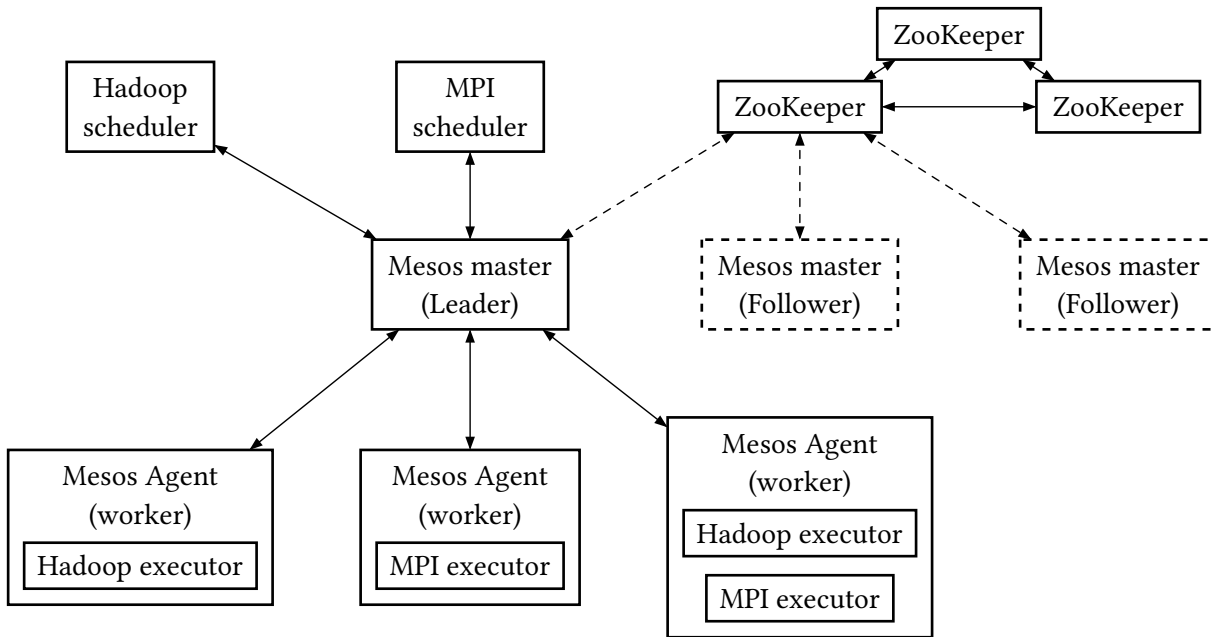 ZooKeeper
Hadoop
scheduler
MPI
scheduler
ZooKeeper
ZooKeeper
Mesos master
(Leader)
Mesos master
(Follower)
Mesos master
(Follower)
Mesos Agent
(worker)
Hadoop executor
Mesos Agent
(worker)
MPI executor
Mesos Agent
(worker)
Hadoop executor
MPI executor